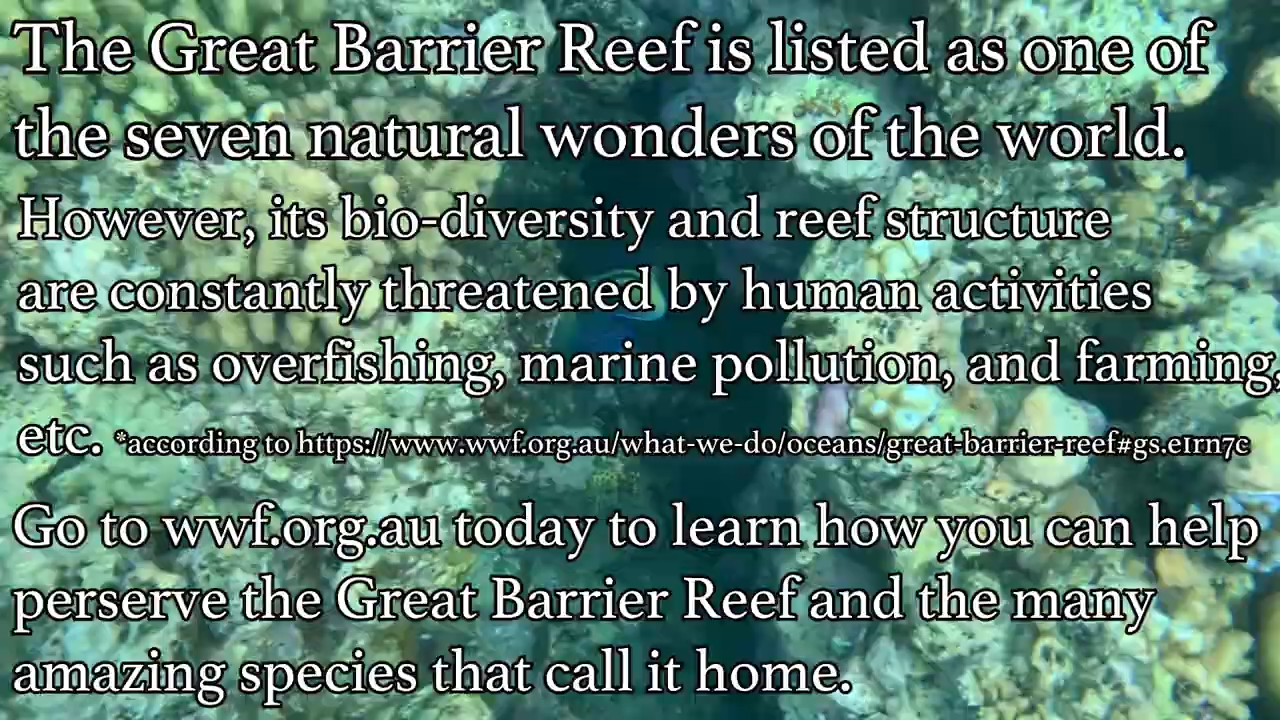 The Great Barrier Reef is listed as one of
the seven natural wonders of the world.
However, its bio-diversity and reef structure
are constantly threatened by human activities
such as overfishing, marine pollution, and farming,
etc. *according to https://www.wwf.org.au/what-we-do/oceans/great-barrier-reef#gs.e1rn7c
Go to wwf.org.au today to learn how you can help
perserve the Great Barrier Reef and the many
amazing species that call it home.